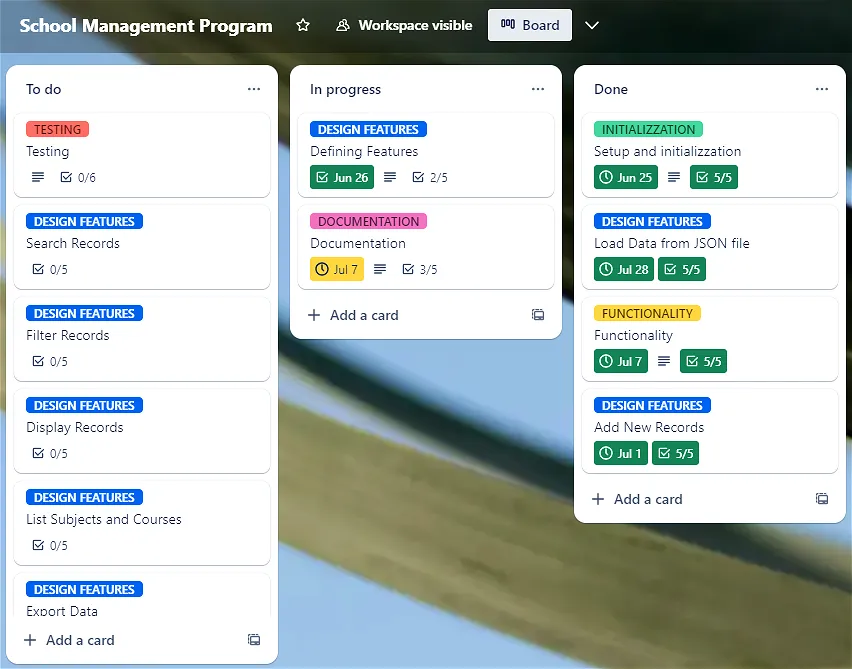 School Management Program
Workspace visible
Board
To do
TESTING
Testing
0/6
DESIGN FEATURES
Search Records
0/5
DESIGN FEATURES
Filter Records
0/5
DESIGN FEATURES
Display Records
0/5
DESIGN FEATURES
List Subjects and Courses
0/5
DESIGN FEATURES
Export Data
Add a card
In progress
DESIGN FEATURES
Defining Features
Jun 26 2/5
DOCUMENTATION
Documentation
Jul 7 3/5
Add a card
Done
INITIALIZZATION
Setup and initializzation
Jun 25 5/5
DESIGN FEATURES
Load Data from JSON file
Jul 28 5/5
FUNCTIONALITY
Functionality
Jul 7 5/5
DESIGN FEATURES
Add New Records
Jul 1 5/5
Add a card